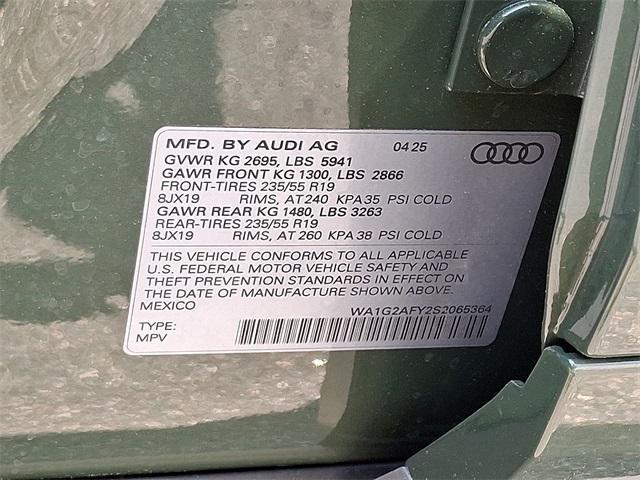 MFD. BY AUDI AG 04 25
GVWR KG 2695, LBS 5941
GAWR FRONT KG 1300, LBS 2866
FRONT-TIRES 235/55 R19
8JX19 RIMS, AT 240 KPA 35 PSI COLD
GAWR REAR KG 1480, LBS 3263
REAR-TIRES 235/55 R19
8JX19 RIMS, AT 260 KPA 38 PSI COLD
THIS VEHICLE CONFORMS TO ALL APPLICABLE
U.S. FEDERAL MOTOR VEHICLE SAFETY AND
THEFT PREVENTION STANDARDS IN EFFECT ON
THE DATE OF MANUFACTURE SHOWN ABOVE.
MEXICO WA1G2AFY2S2065364
TYPE:
MPV